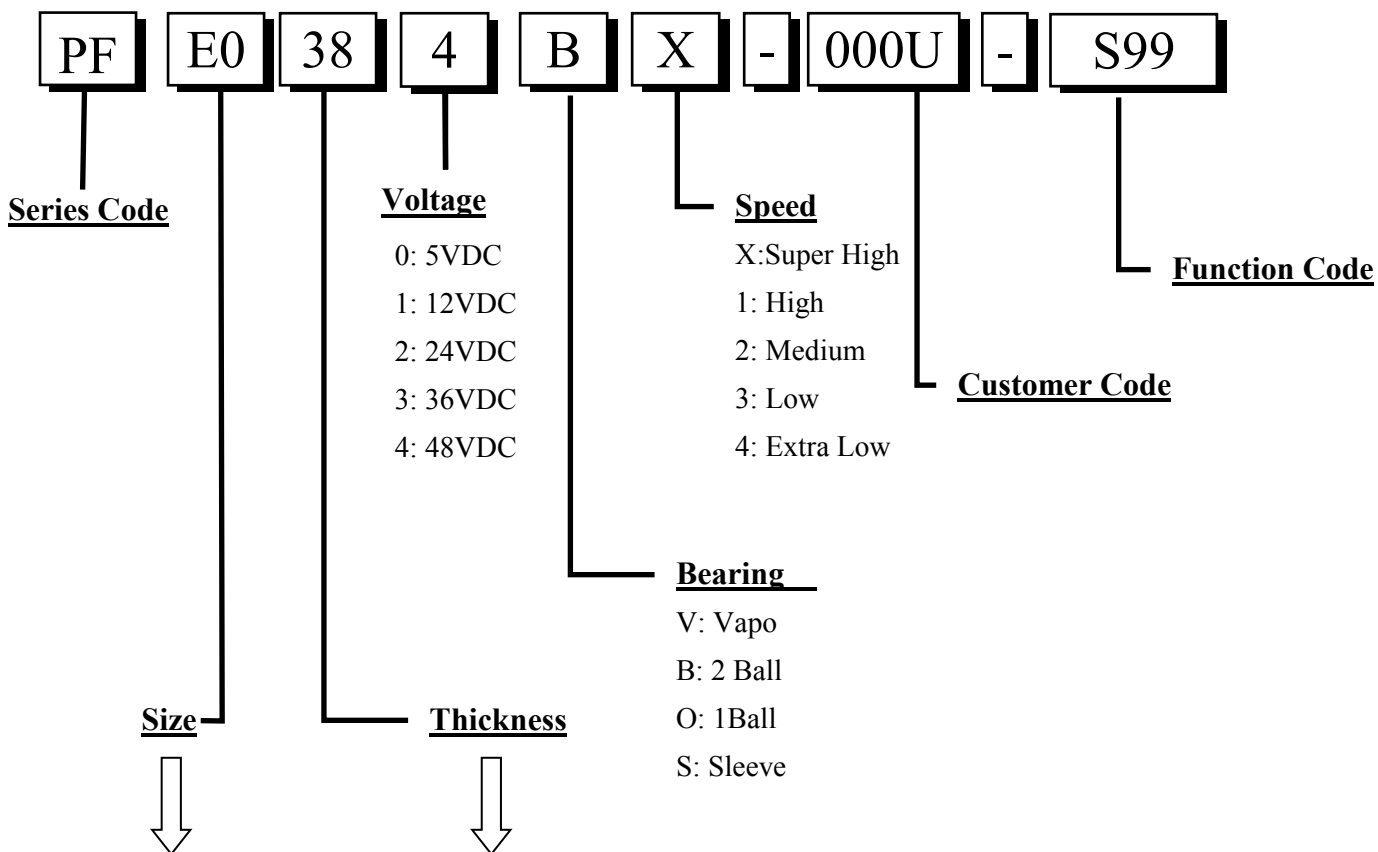 PF E0 38 4 B X - 000U - S99
Series Code
Voltage
0: 5VDC
1: 12VDC
2: 24VDC
3: 36VDC
4: 48VDC
Speed
X:Super High
1: High
2: Medium
3: Low
4: Extra Low
Function Code
Customer Code
Bearing
V: Vapo
B: 2 Ball
O: 1Ball
S: Sleeve
Size
Thickness